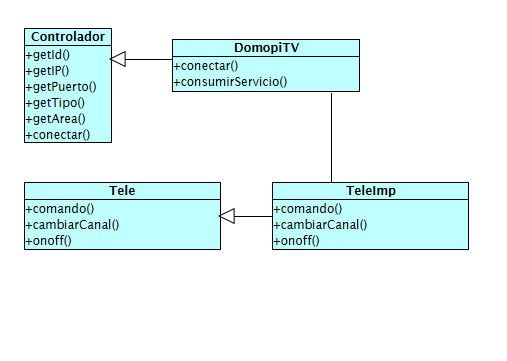 Controlador
+getId()
+getIP()
+getPuerto()
+getTipo()
+getArea()
+conectar()
DomopiTV
+conectar()
+consumirServicio()
Tele
+comando()
+cambiarCanal()
+onoff()
TeleImp
+comando()
+cambiarCanal()
+onoff()